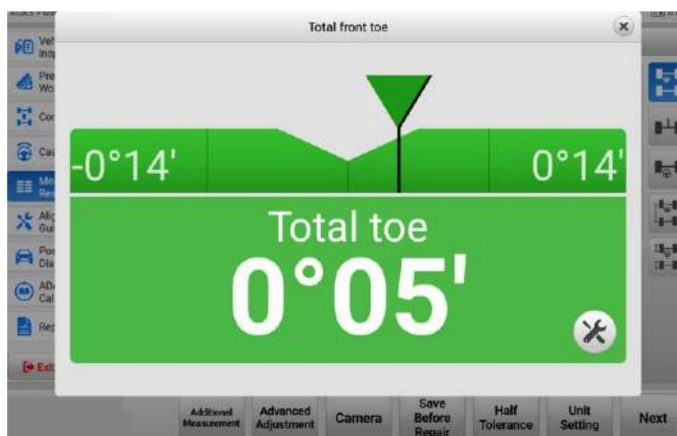 Total front toe
-0°14'
0°14'
Total toe
0°05'
Exit
Additional
Measurement
Advanced
Adjustment
Camera
Save
Before
Repair
Half
Tolerance
Unit
Setting
Next